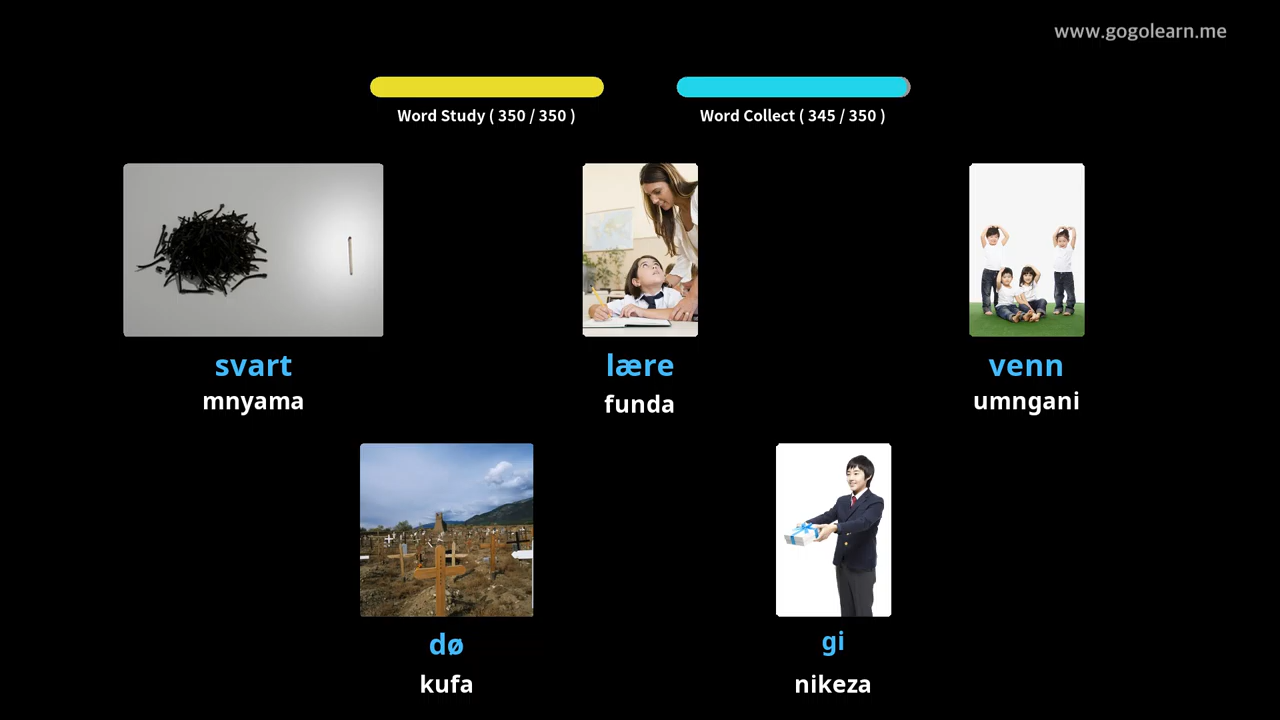 www.gogolearn.me
Word Study ( 350 / 350 )
Word Collect ( 345 / 350 )
svart
mnyama
lære
funda
venn
umngani
dø
kufa
gi
nikeza